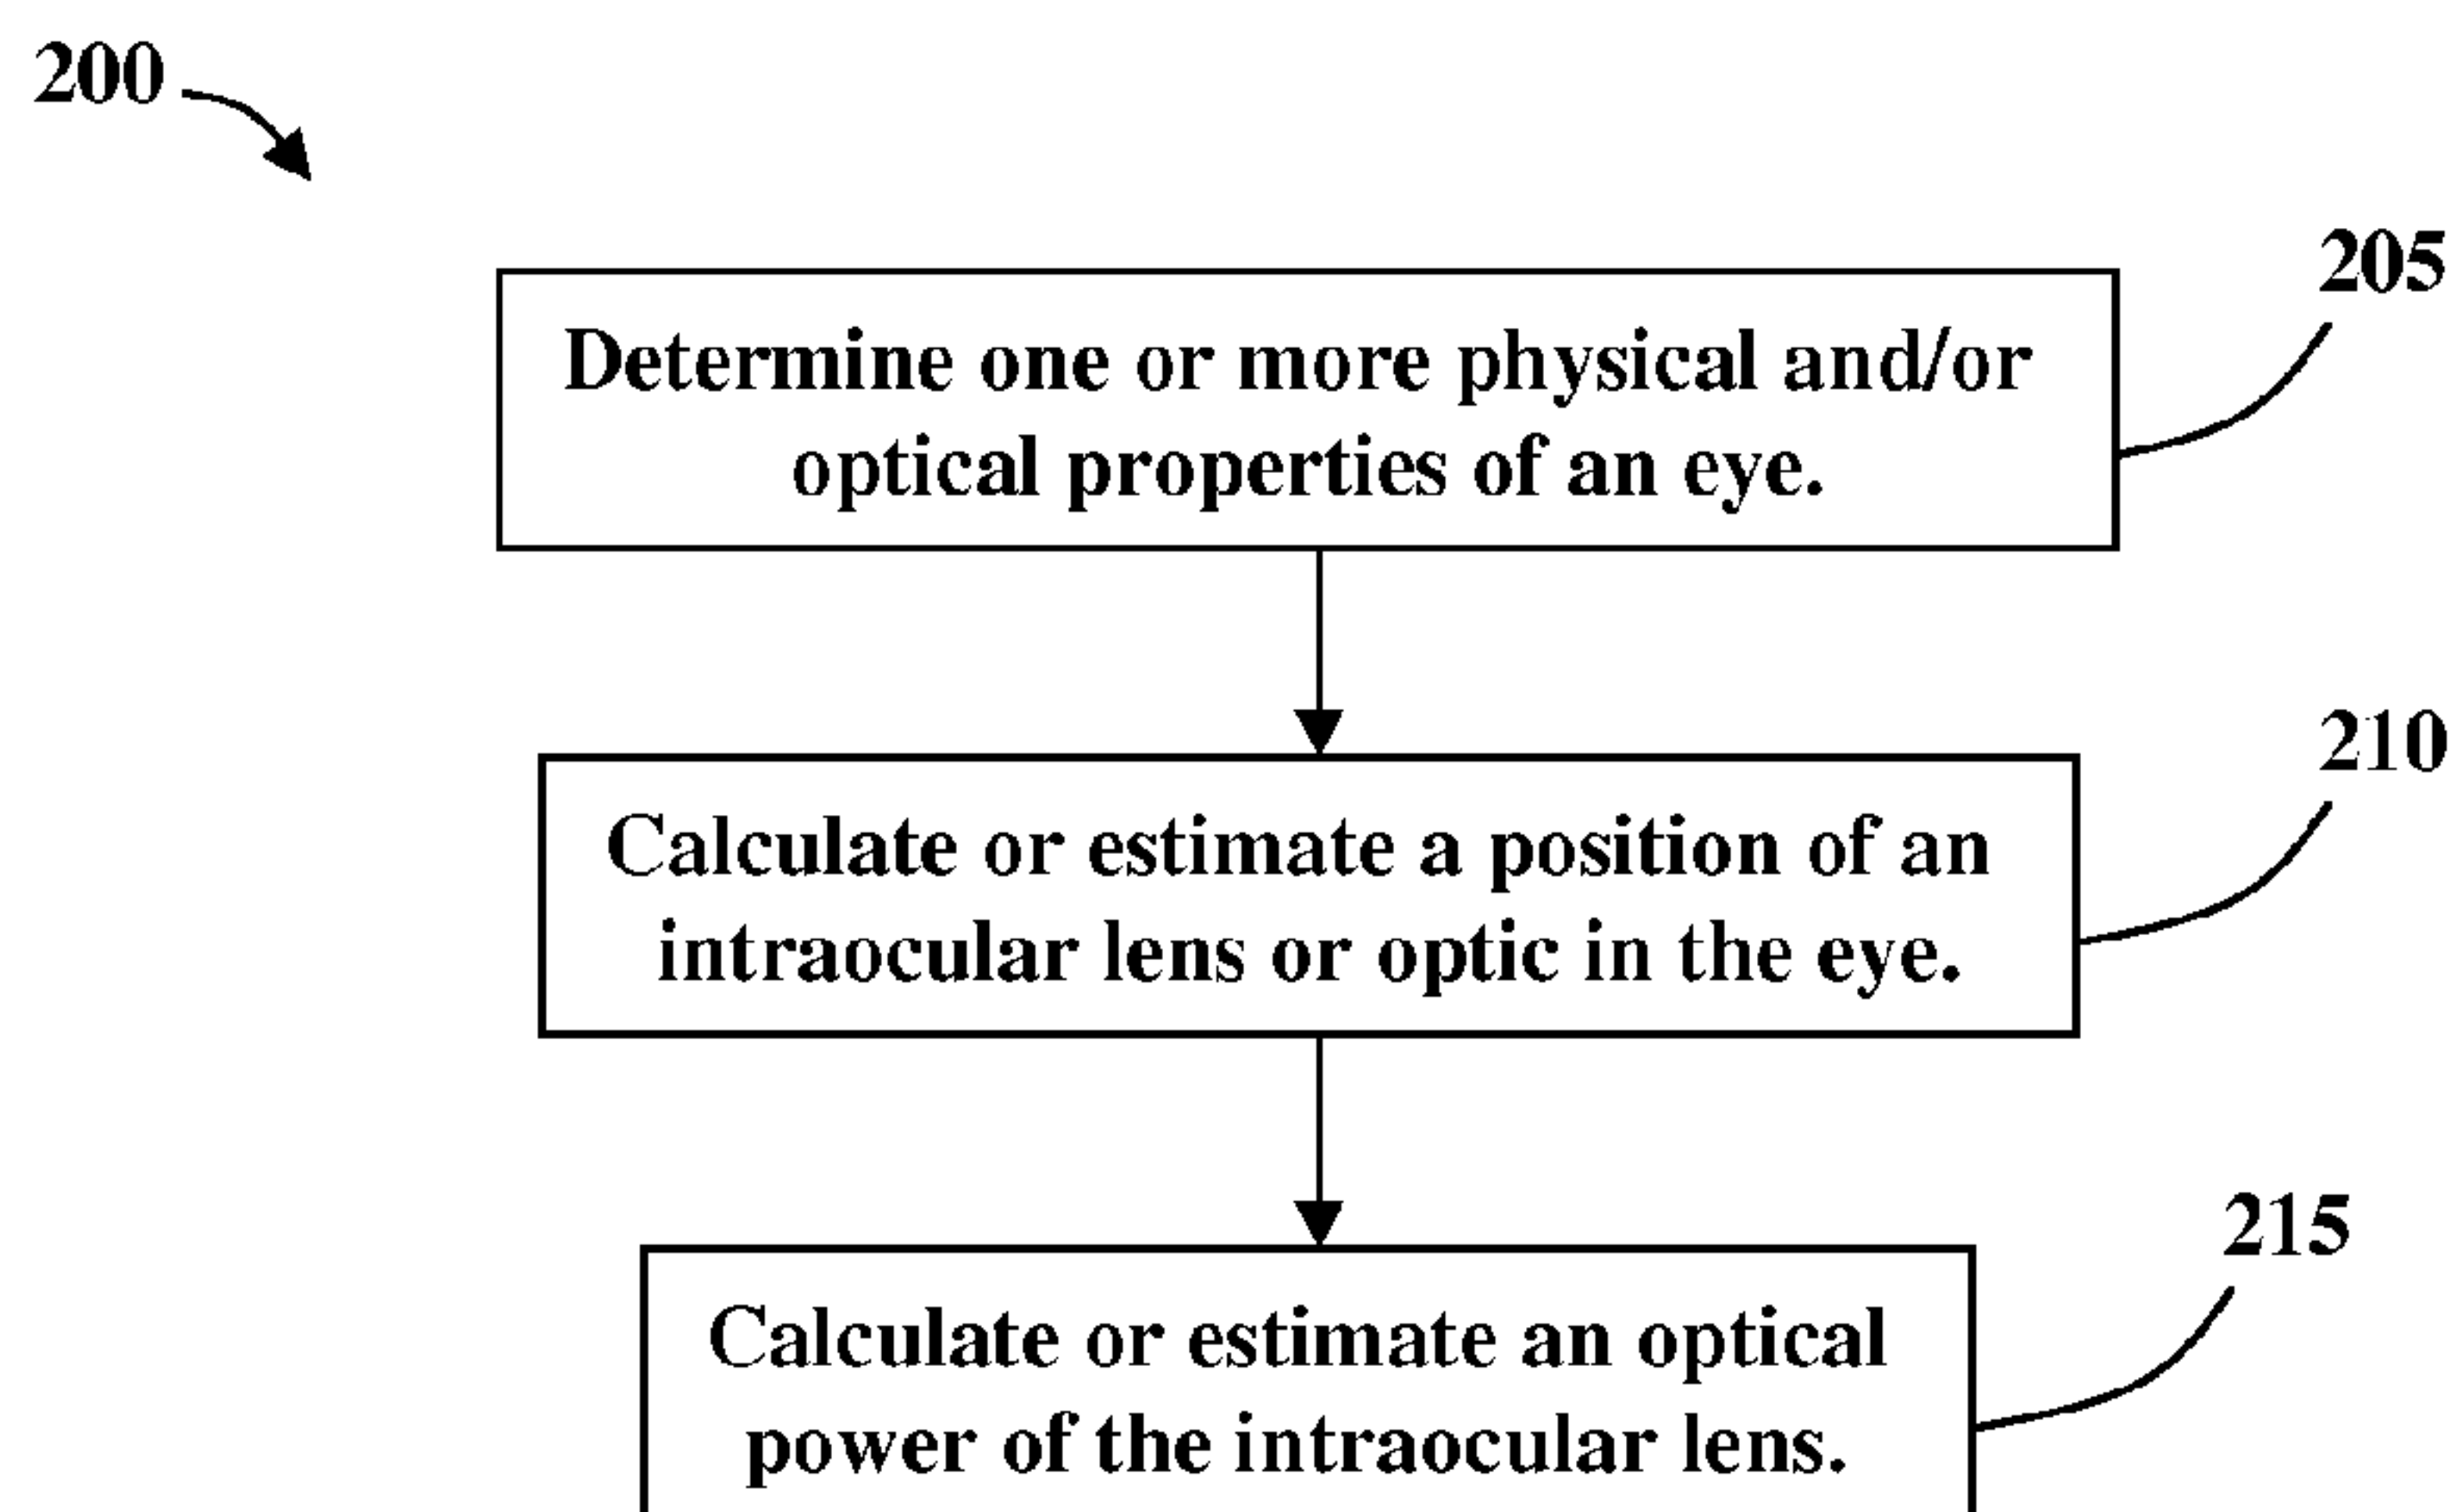 200
205
Determine one or more physical and/or
optical properties of an eye.
210
Calculate or estimate a position of an
intraocular lens or optic in the eye.
215
Calculate or estimate an optical
power of the intraocular lens.